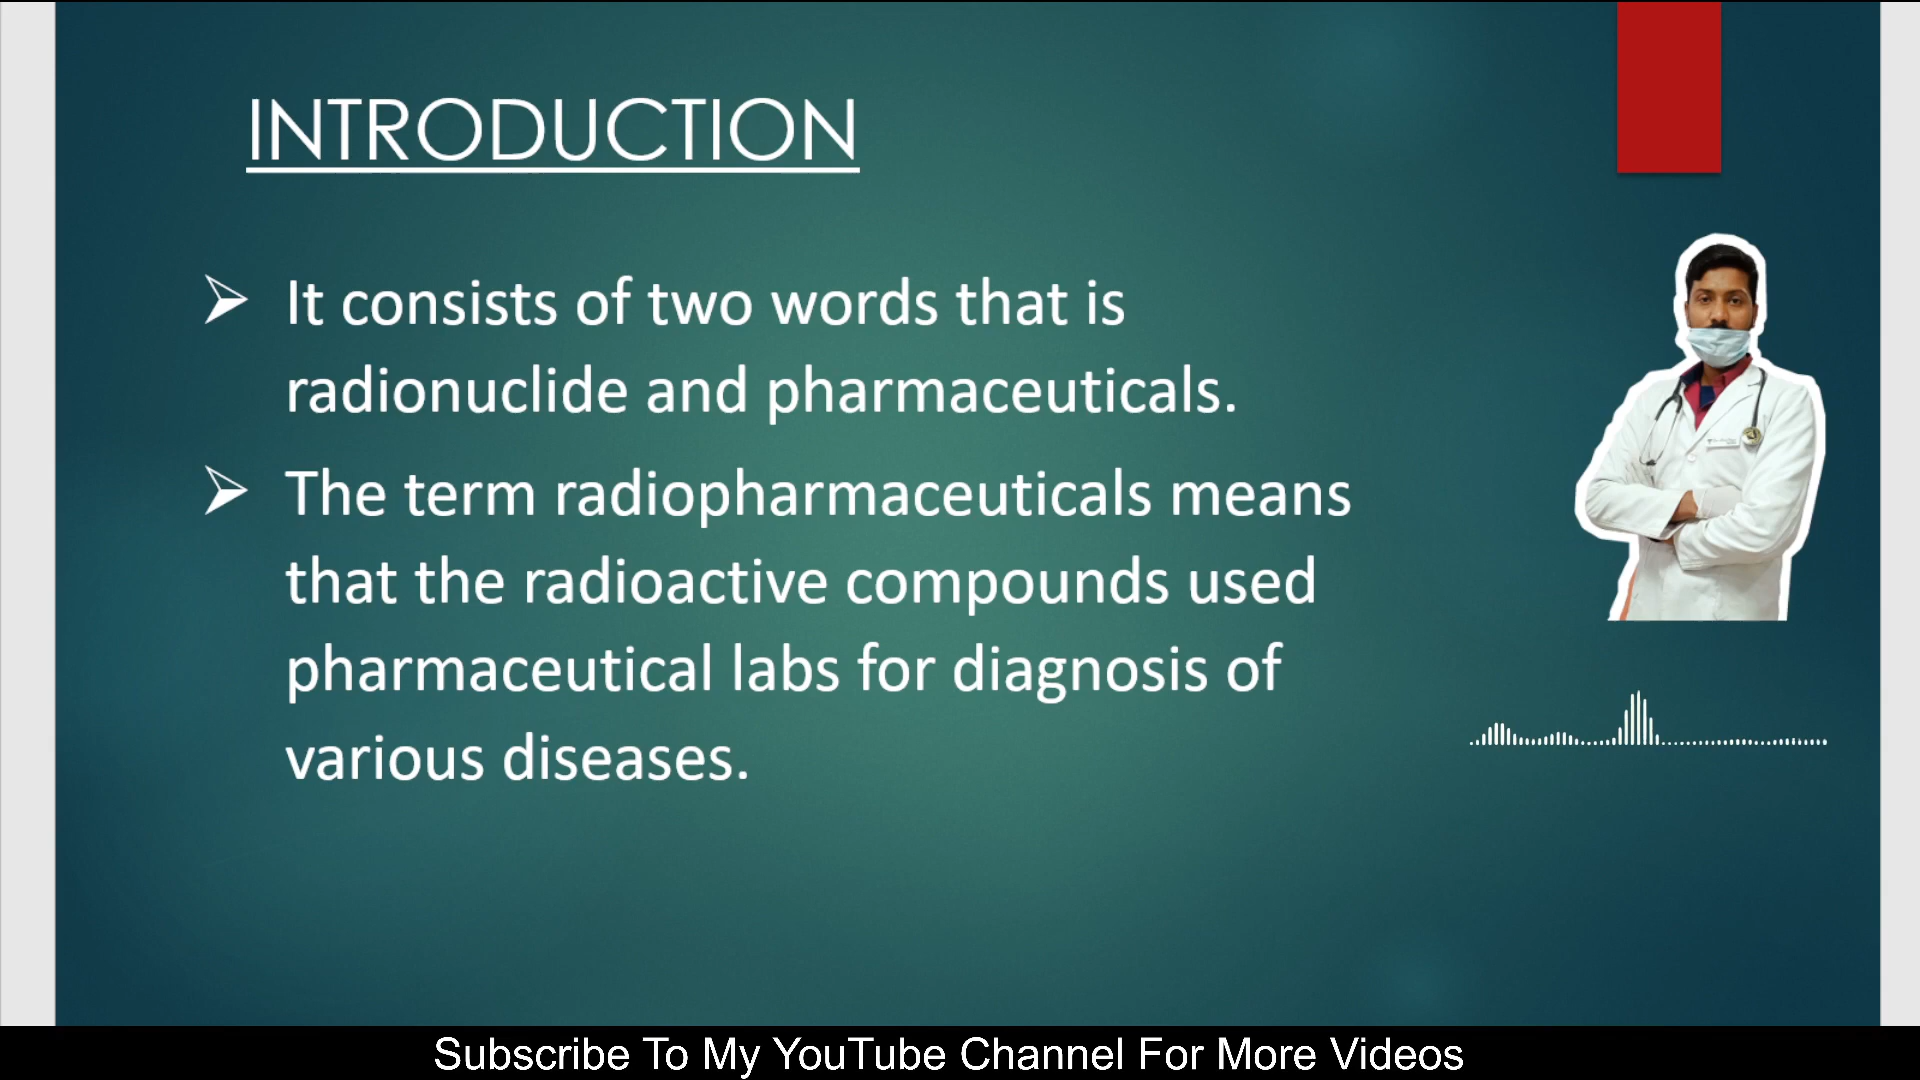 INTRODUCTION
It consists of two words that is
radionuclide and pharmaceuticals.
The term radiopharmaceuticals means
that the radioactive compounds used
pharmaceutical labs for diagnosis of
various diseases.
Subscribe To My YouTube Channel For More Videos